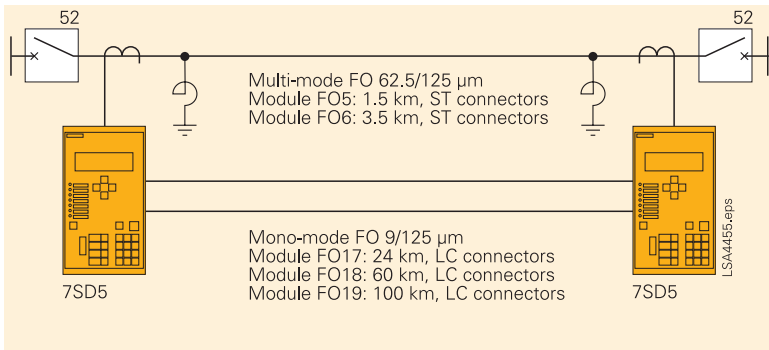 52
52
Multi-mode FO 62.5/125 µm
Module FO5: 1.5 km, ST connectors
Module FO6: 3.5 km, ST connectors
Mono-mode FO 9/125 µm
Module FO17: 24 km, LC connectors
Module FO18: 60 km, LC connectors
Module FO19: 100 km, LC connectors
7SD5
7SD5
LSA4455.eps